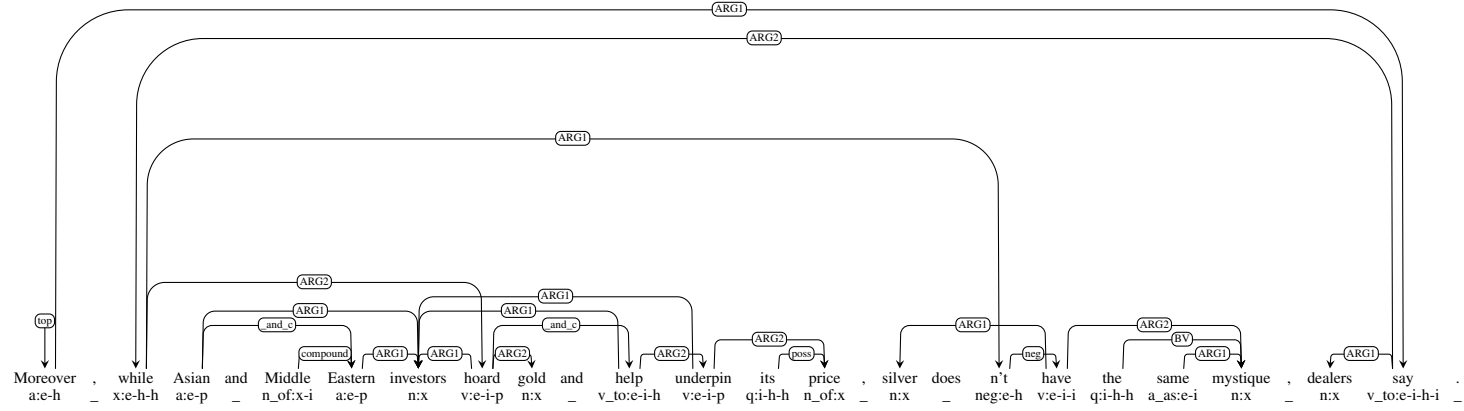 ARG1
ARG2
ARG1
ARG2
ARG1
top ARG1 ARG1
_and_c _and_c ARG1 ARG2
ARG2 BV
compound ARG1 ARG1 ARG2 ARG2 poss neg ARG1 ARG1
Moreover , while Asian and Middle Eastern investors hoard gold and help underpin its price , silver does n't have the same mystique , dealers say .
a:e-h _ x:e-h-h a:e-p _ n_of:x-i a:e-p n:x v:e-i-p n:x _ v_to:e-i-h v:e-i-p q:i-h-h n_of:x _ n:x _ neg:e-h v:e-i-i q:i-h-h a_as:e-i n:x _ n:x v_to:e-i-h-i _